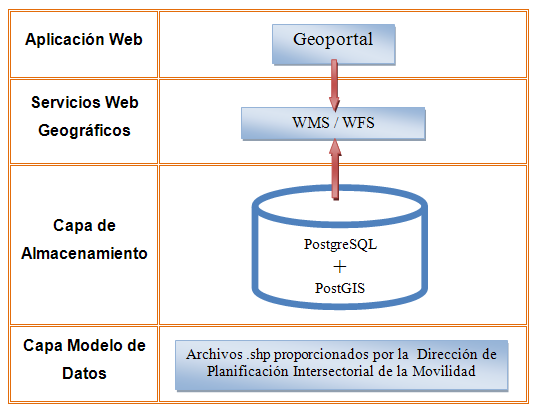 Aplicación Web
Geoportal
Servicios Web
Geográficos
WMS / WFS
Capa de
Almacenamiento
PostgreSQL
+
PostGIS
Capa Modelo de
Datos
Archivos .shp proporcionados por la Dirección de
Planificación Intersectorial de la Movilidad